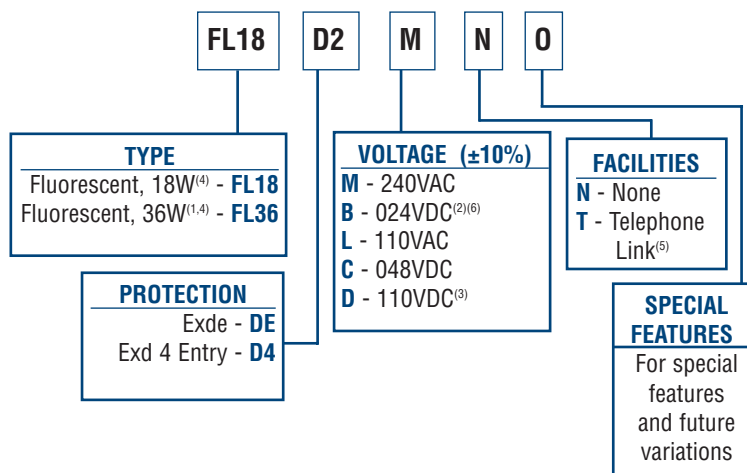 FL18 D2 M N O
TYPE
Fluorescent, 18W(4) - FL18
Fluorescent, 36W(1,4) - FL36
PROTECTION
Exde - DE
Exd 4 Entry - D4
VOLTAGE (±10%)
M - 240VAC
B - 024VDC(2)(6)
L - 110VAC
C - 048VDC
D - 110VDC(3)
FACILITIES
N - None
T - Telephone
Link(5)
SPECIAL
FEATURES
For special
features
and future
variations